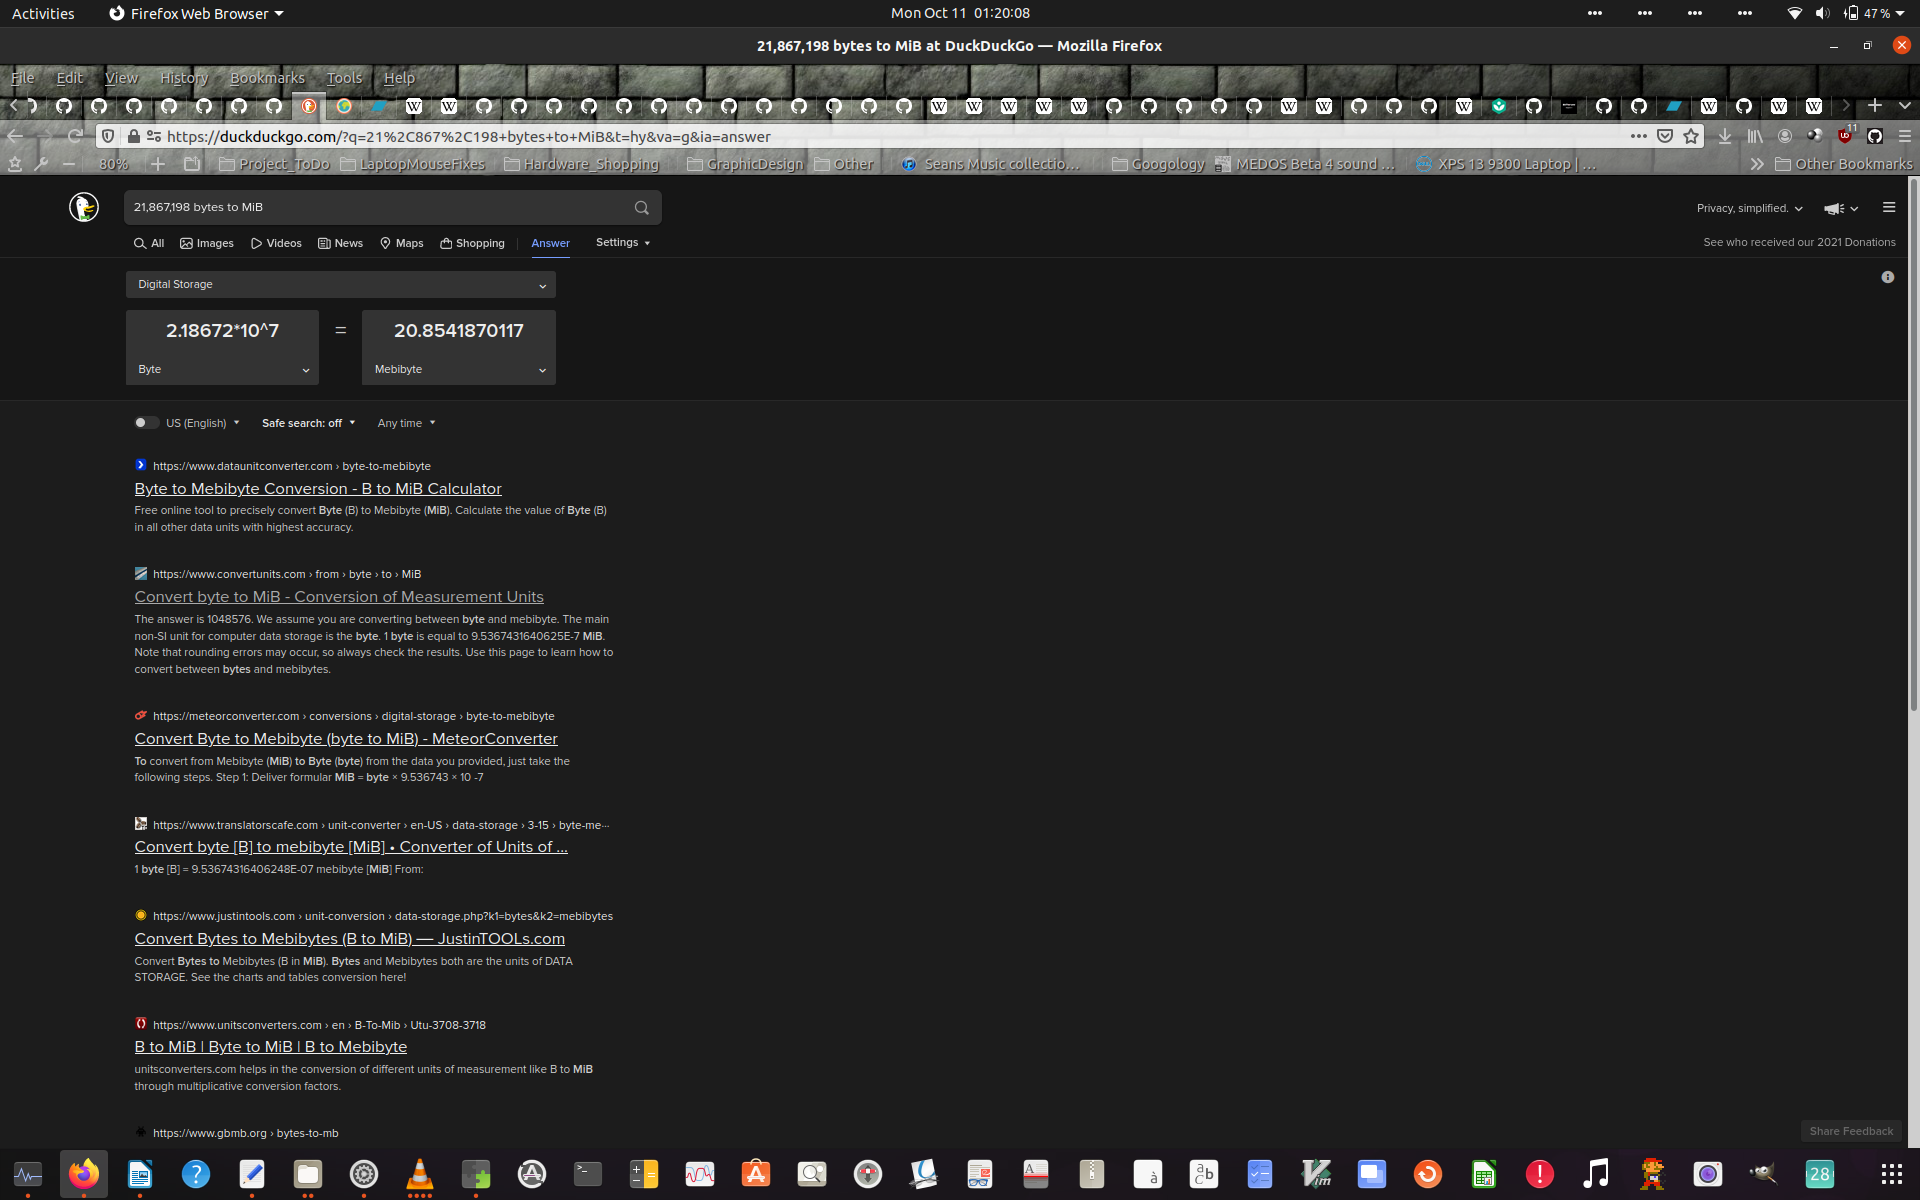 Activities
Firefox Web Browser
Mon Oct 11 01:20:08
47 %
21,867,198 bytes to MiB at DuckDuckGo — Mozilla Firefox
File Edit View History Bookmarks Tools Help
https://duckduckgo.com/?q=21%2C867%2C198+bytes+to+MiB&t=hy&va=g&ia=answer
11
80%
Project_ToDo
LaptopMouseFixes
Hardware_Shopping
GraphicDesign
Other
Seans Music collectio...
Googology
MEDOS Beta 4 sound ...
XPS 13 9300 Laptop | ...
Other Bookmarks
21,867,198 bytes to MiB
Privacy, simplified.
All Images Videos News Maps Shopping Answer Settings
See who received our 2021 Donations
Digital Storage
2.18672*10^7 = 20.8541870117
Byte Mebibyte
US (English) Safe search: off Any time
https://www.dataunitconverter.com › byte-to-mebibyte
Byte to Mebibyte Conversion - B to MiB Calculator
Free online tool to precisely convert Byte (B) to Mebibyte (MiB). Calculate the value of Byte (B)
in all other data units with highest accuracy.
https://www.convertunits.com › from › byte › to › MiB
Convert byte to MiB - Conversion of Measurement Units
The answer is 1048576. We assume you are converting between byte and mebibyte. The main
non-SI unit for computer data storage is the byte. 1 byte is equal to 9.5367431640625E-7 MiB.
Note that rounding errors may occur, so always check the results. Use this page to learn how to
convert between bytes and mebibytes.
https://meteorconverter.com › conversions › digital-storage › byte-to-mebibyte
Convert Byte to Mebibyte (byte to MiB) - MeteorConverter
To convert from Mebibyte (MiB) to Byte (byte) from the data you provided, just take the
following steps. Step 1: Deliver formular MiB = byte × 9.536743 × 10 -7
https://www.translatorscafe.com › unit-converter › en-US › data-storage › 3-15 › byte-me...
Convert byte [B] to mebibyte [MiB] • Converter of Units of ...
1 byte [B] = 9.53674316406248E-07 mebibyte [MiB] From:
https://www.justintools.com › unit-conversion › data-storage.php?k1=bytes&k2=mebibytes
Convert Bytes to Mebibytes (B to MiB) — JustinTOOLs.com
Convert Bytes to Mebibytes (B in MiB). Bytes and Mebibytes both are the units of DATA
STORAGE. See the charts and tables conversion here!
https://www.unitsconverters.com › en › B-To-Mib › Utu-3708-3718
B to MiB | Byte to MiB | B to Mebibyte
unitsconverters.com helps in the conversion of different units of measurement like B to MiB
through multiplicative conversion factors.
https://www.gbmb.org › bytes-to-mb
Share Feedback
28